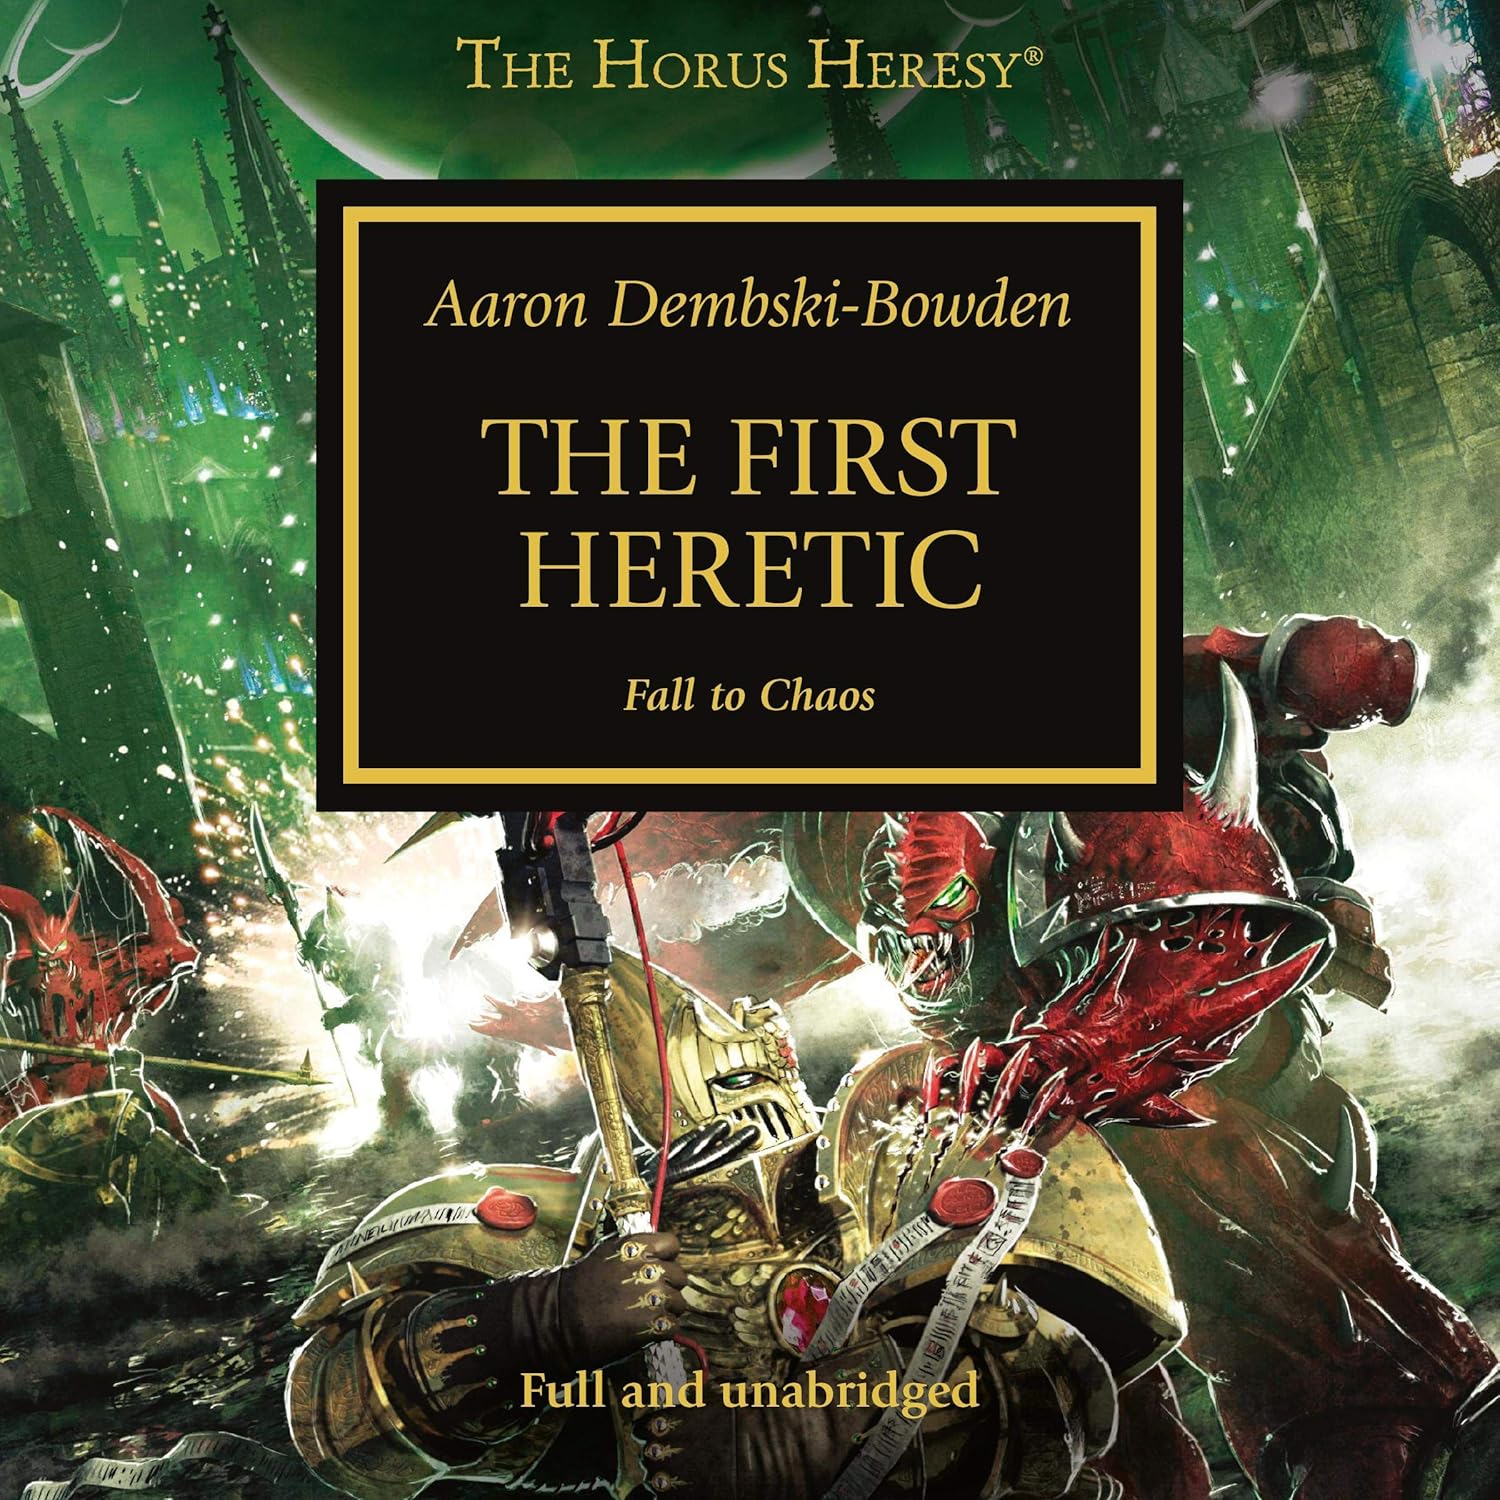 THE HORUS HERESY®
Aaron Dembski-Bowden
THE FIRST
HERETIC
Fall to Chaos
Full and unabridged